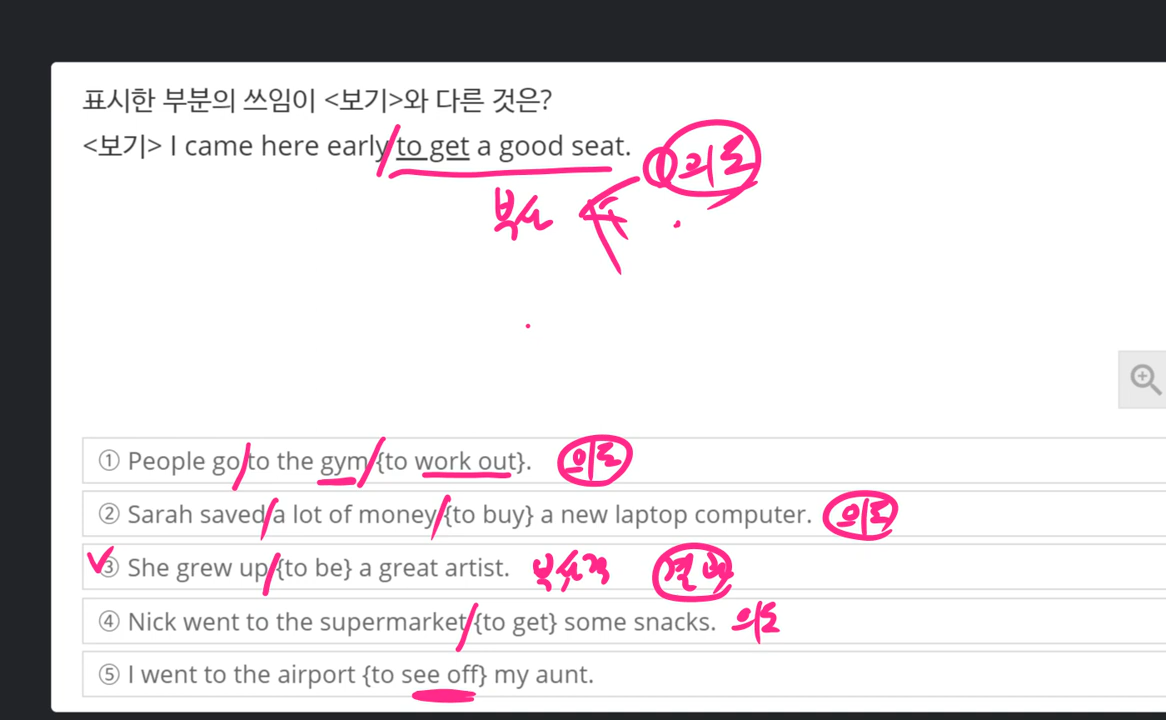 표시한 부분의 쓰임이 <보기>와 다른 것은?
<보기> I came here early to get a good seat.
의도
부사
① People go to the gym {to work out}. 의도
② Sarah saved a lot of money {to buy} a new laptop computer. 의도
③ She grew up {to be} a great artist. 부사적 결과
④ Nick went to the supermarket {to get} some snacks. 의도
⑤ I went to the airport {to see off} my aunt.